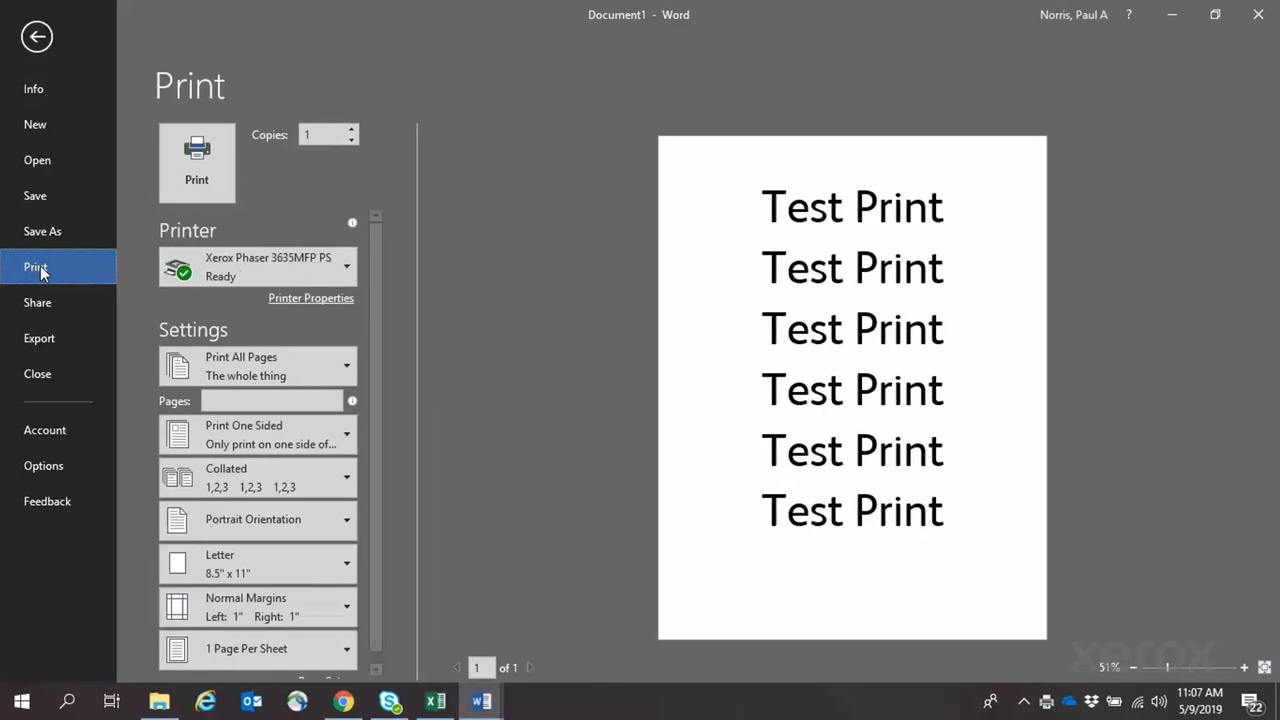 Document1 - Word
Norris, Paul A
?
Info
New
Open
Save
Save As
Print
Share
Export
Close
Account
Options
Feedback
Print
Print
Copies: 1
Printer
Xerox Phaser 3635MFP PS
Ready
Printer Properties
Settings
Print All Pages
The whole thing
Pages:
Print One Sided
Only print on one side of...
Collated
1,2,3 1,2,3 1,2,3
Portrait Orientation
Letter
8.5" x 11"
Normal Margins
Left: 1" Right: 1"
1 Page Per Sheet
Test Print
Test Print
Test Print
Test Print
Test Print
Test Print
1 of 1
xerox
51%
11:07 AM
5/9/2019
22